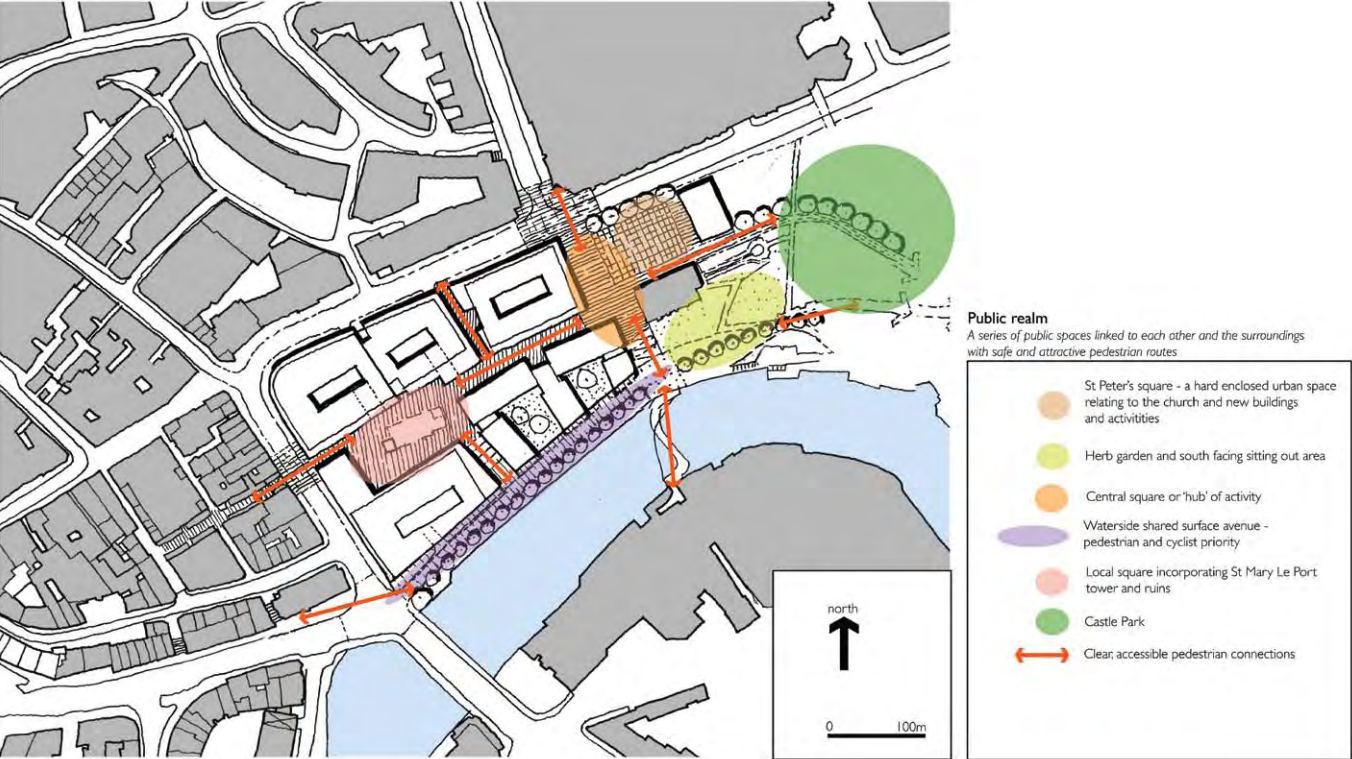 Public realm
A series of public spaces linked to each other and the surroundings
with safe and attractive pedestrian routes
St Peter's square - a hard enclosed urban space
relating to the church and new buildings
and activitities
Herb garden and south facing sitting out area
Central square or 'hub' of activity
Waterside shared surface avenue -
pedestrian and cyclist priority
Local square incorporating St Mary Le Port
tower and ruins
Castle Park
Clear, accessible pedestrian connections
north
0 100m